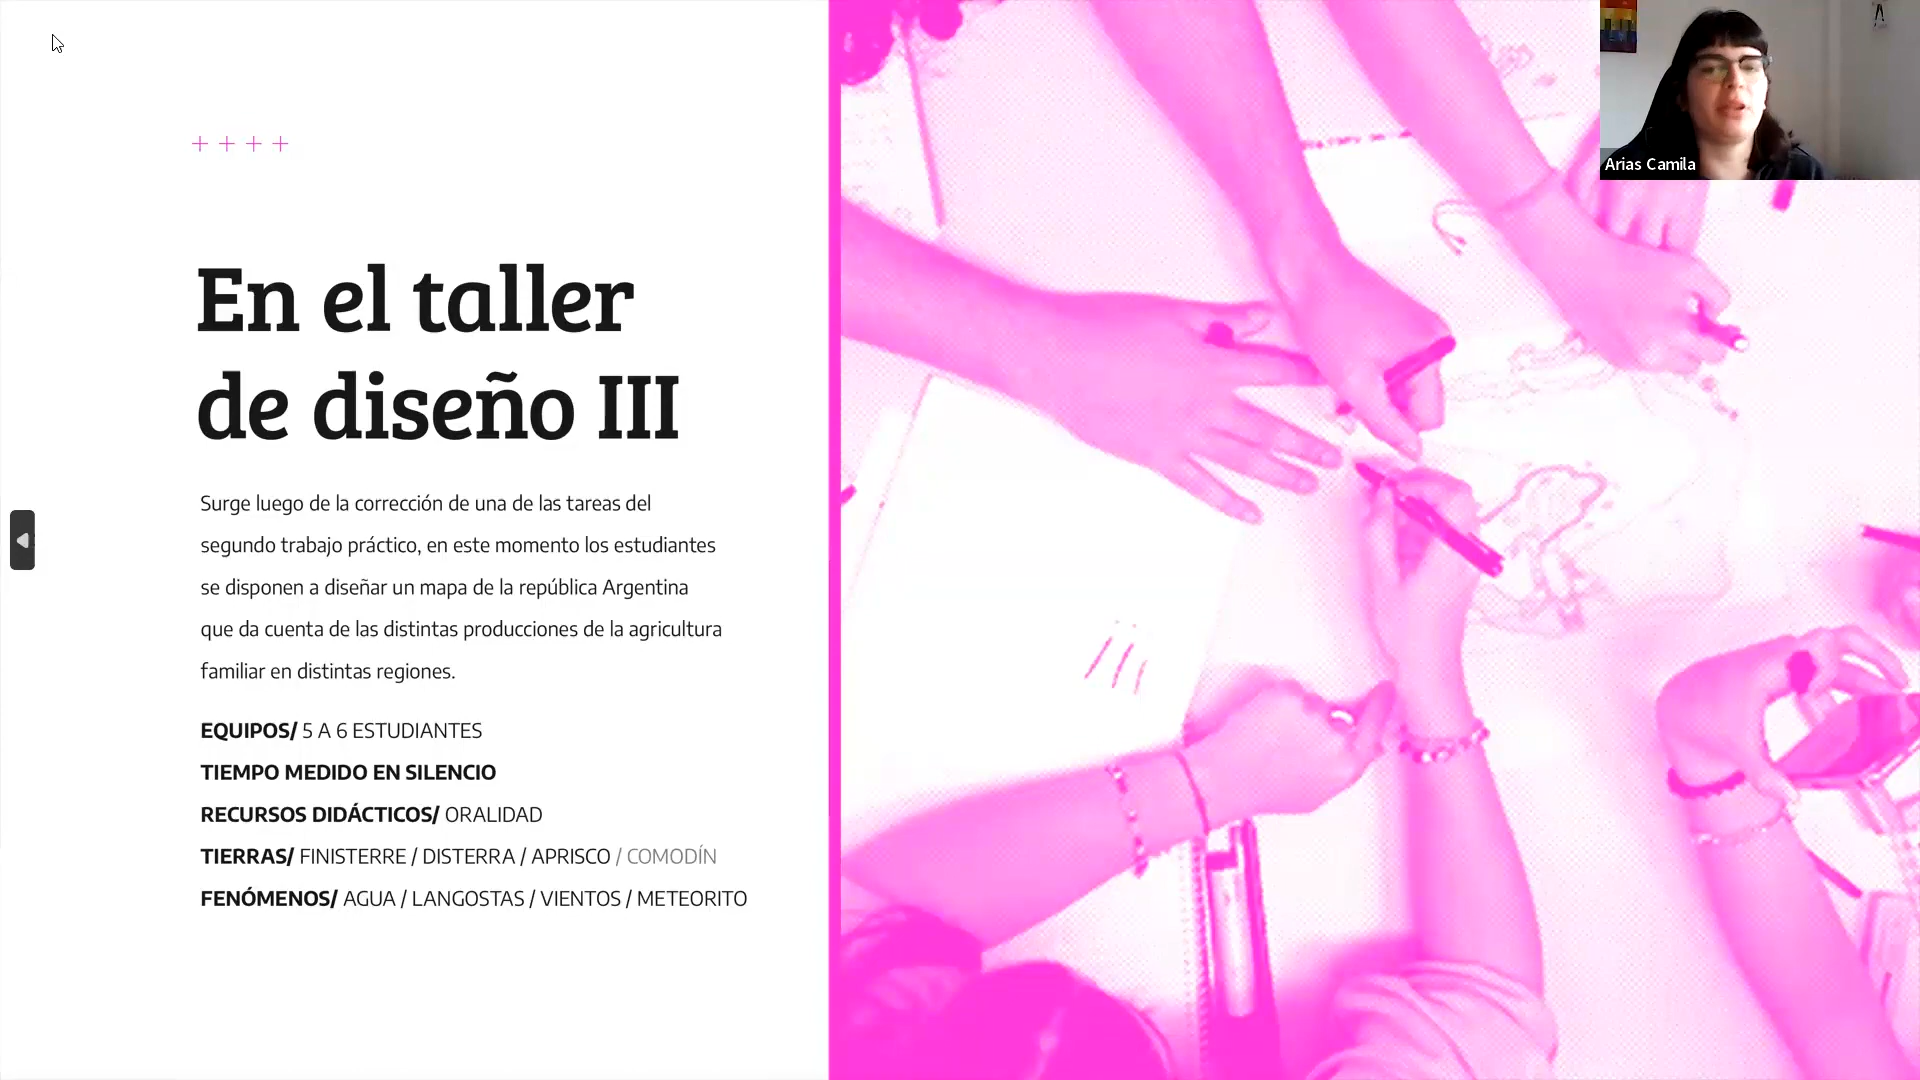 Arias Camila
En el taller
de diseño III
Surge luego de la corrección de una de las tareas del
segundo trabajo práctico, en este momento los estudiantes
se disponen a diseñar un mapa de la república Argentina
que da cuenta de las distintas producciones de la agricultura
familiar en distintas regiones.
EQUIPOS/ 5 A 6 ESTUDIANTES
TIEMPO MEDIDO EN SILENCIO
RECURSOS DIDÁCTICOS/ ORALIDAD
TIERRAS/ FINISTERRE / DISTERRA / APRISCO / COMODÍN
FENÓMENOS/ AGUA / LANGOSTAS / VIENTOS / METEORITO